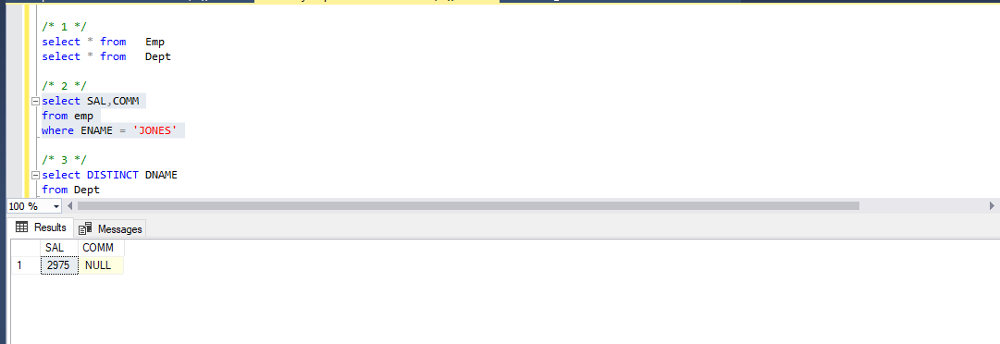 /* 1 */
select * from   Emp
select * from   Dept
/* 2 */
select SAL,COMM
from emp
where ENAME = 'JONES'
/* 3 */
select DISTINCT DNAME
from Dept
100 %
Results Messages
SAL COMM
1 2975 NULL